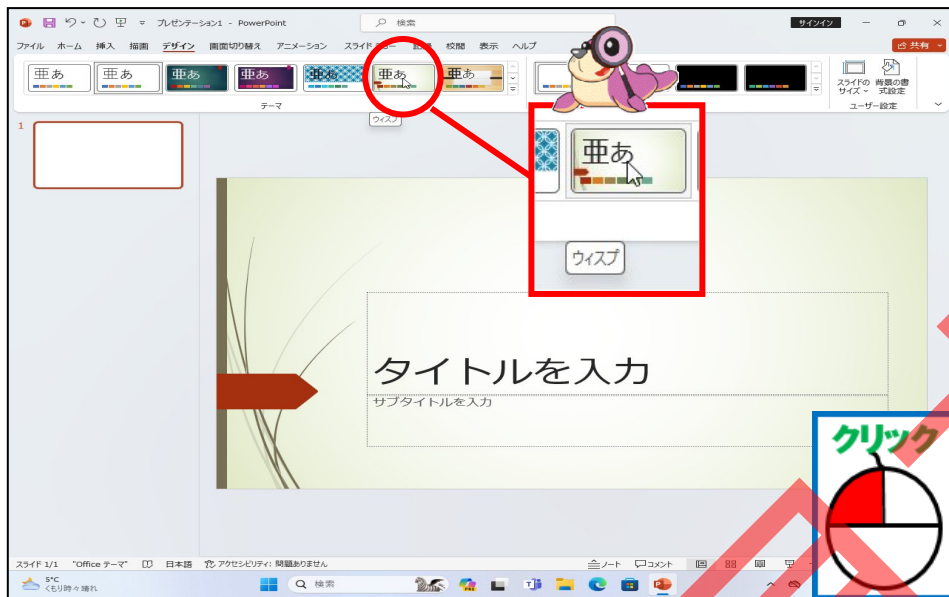 プレゼンテーション1 - PowerPoint
検索
サインイン
ファイル ホーム 挿入 描画 デザイン 画面切り替え アニメーション スライド 校閲 表示 ヘルプ
共有
亜あ 亜あ 亜あ 亜あ 亜あ 亜あ 亜あ
スライドの サイズ
背景の書 式設定
テーマ
ユーザー設定
ウィスプ
1
亜あ
ウィスプ
タイトルを入力
サブタイトルを入力
クリック
スライド 1/1 "Office テーマ" 日本語 アクセシビリティ: 問題ありません
ノート コメント
5°C
くもり時々晴れ
検索